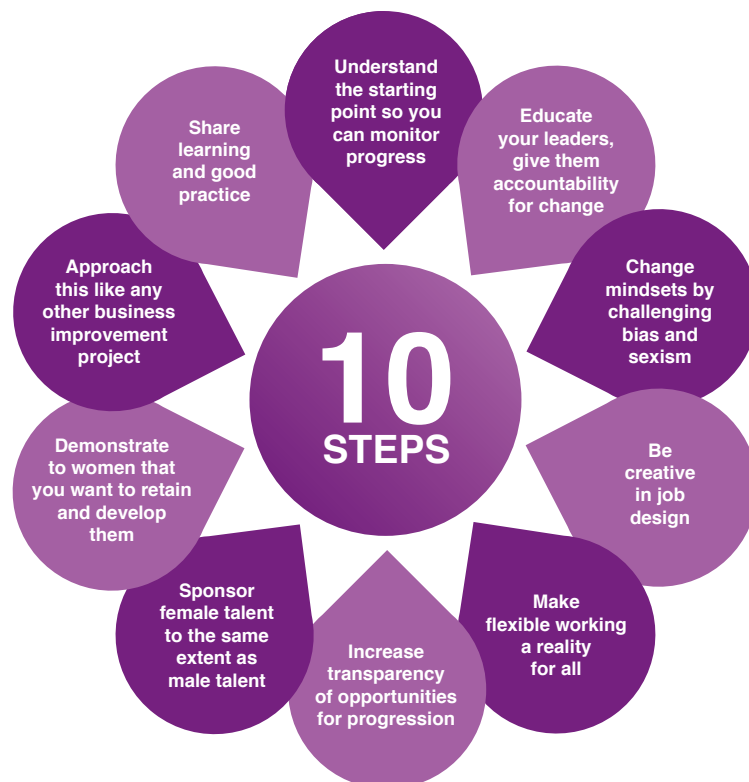 Understand
the starting
point so you
can monitor
progress
Educate
your leaders,
give them
accountability
for change
Change
mindsets by
challenging
bias and
sexism
Be
creative
in job
design
Make
flexible working
a reality
for all
Increase
transparency
of opportunities
for progression
Sponsor
female talent
to the same
extent as
male talent
Demonstrate
to women that
you want to retain
and develop
them
Approach
this like any
other business
improvement
project
Share
learning
and good
practice
10
STEPS